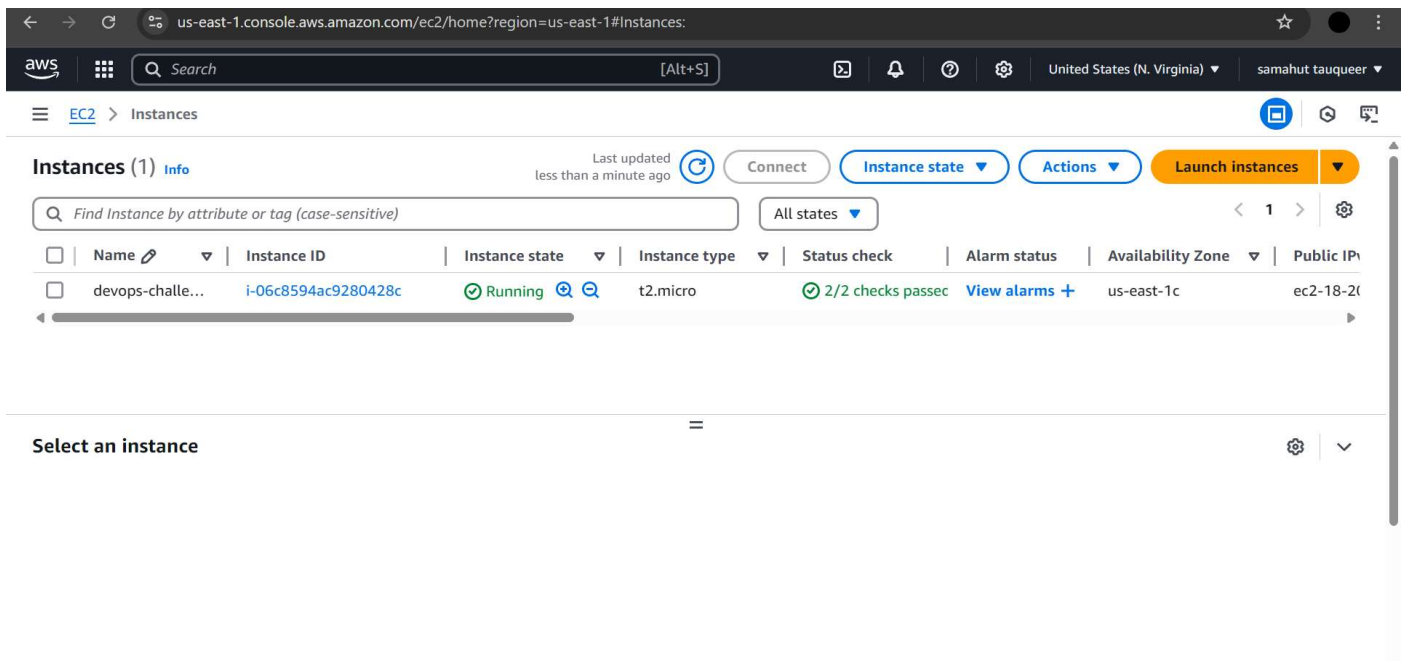 us-east-1.console.aws.amazon.com/ec2/home?region=us-east-1#Instances:
aws Search [Alt+S] United States (N. Virginia) samahut tauqueer
EC2 > Instances
Instances (1) Info Last updated less than a minute ago Connect Instance state Actions Launch instances
Find Instance by attribute or tag (case-sensitive) All states < 1 >
Name Instance ID Instance state Instance type Status check Alarm status Availability Zone Public IPv
devops-challe... i-06c8594ac9280428c Running t2.micro 2/2 checks passec View alarms + us-east-1c ec2-18-20
Select an instance